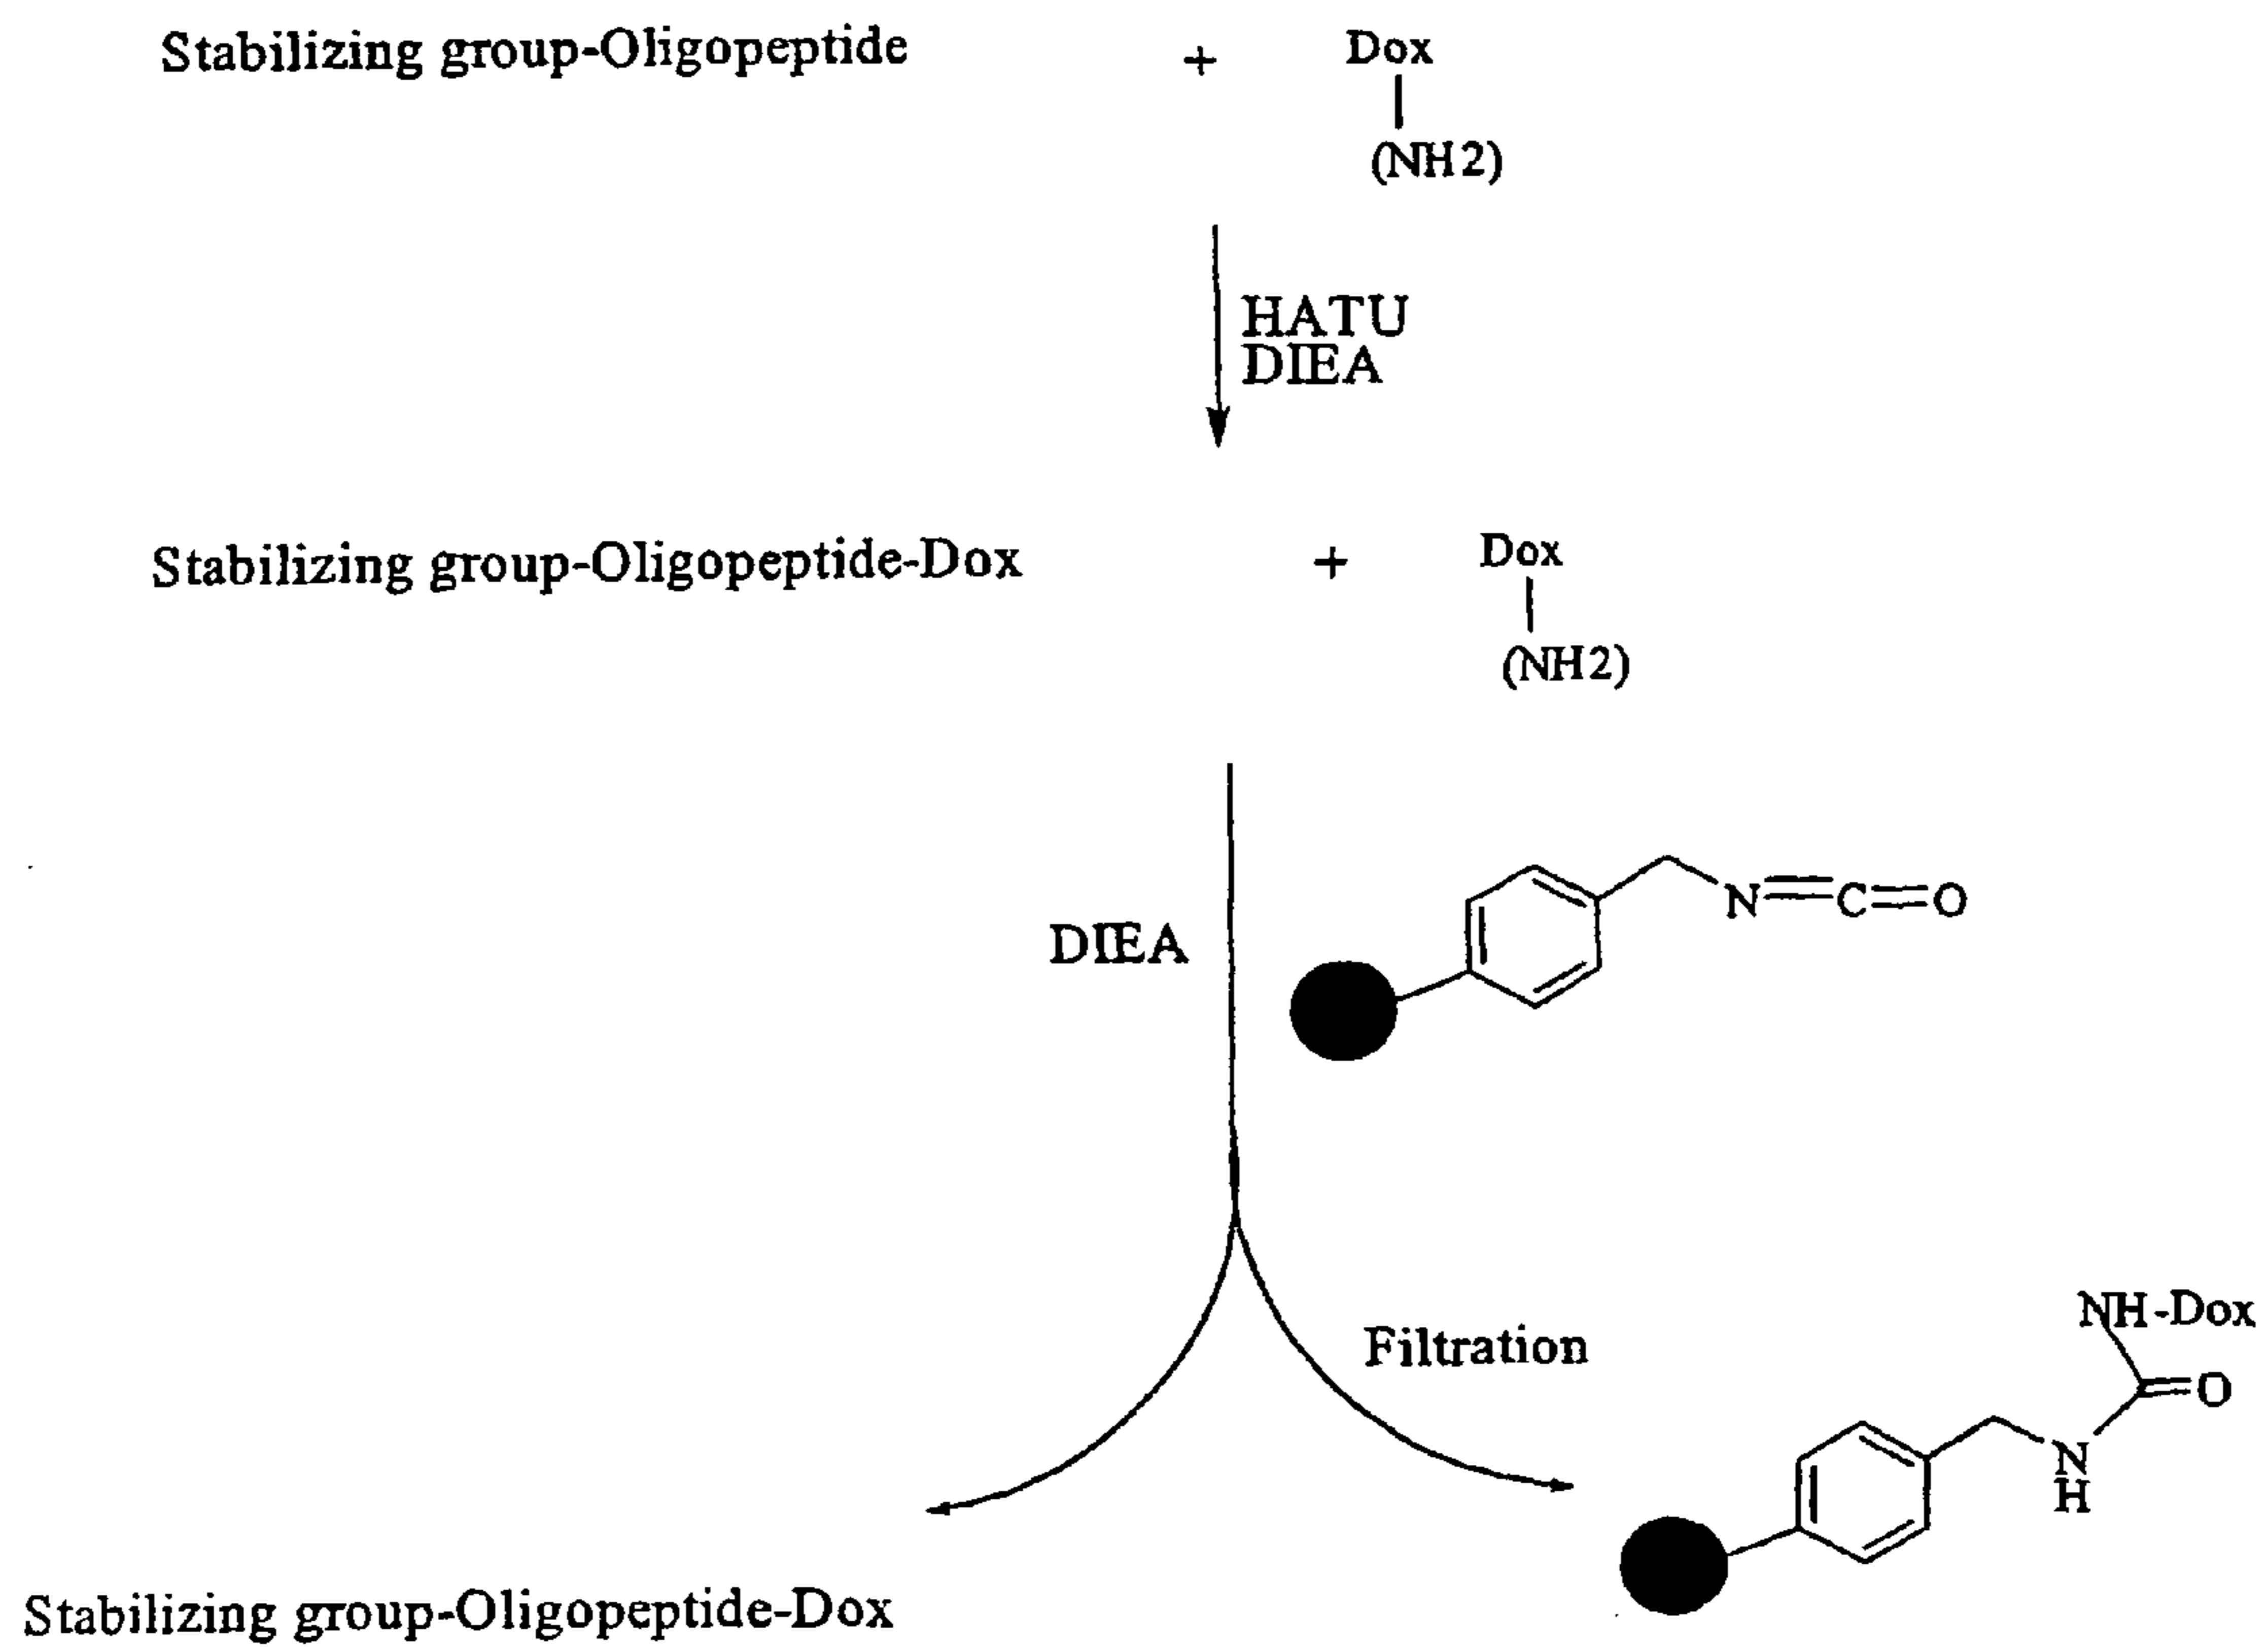 Stabilizing group-Oligopeptide + Dox
(NH2)
HATU
DIEA
Stabilizing group-Oligopeptide-Dox + Dox
(NH2)
N=C=O
DIEA
NH-Dox
Filtration
O
N
H
Stabilizing group-Oligopeptide-Dox